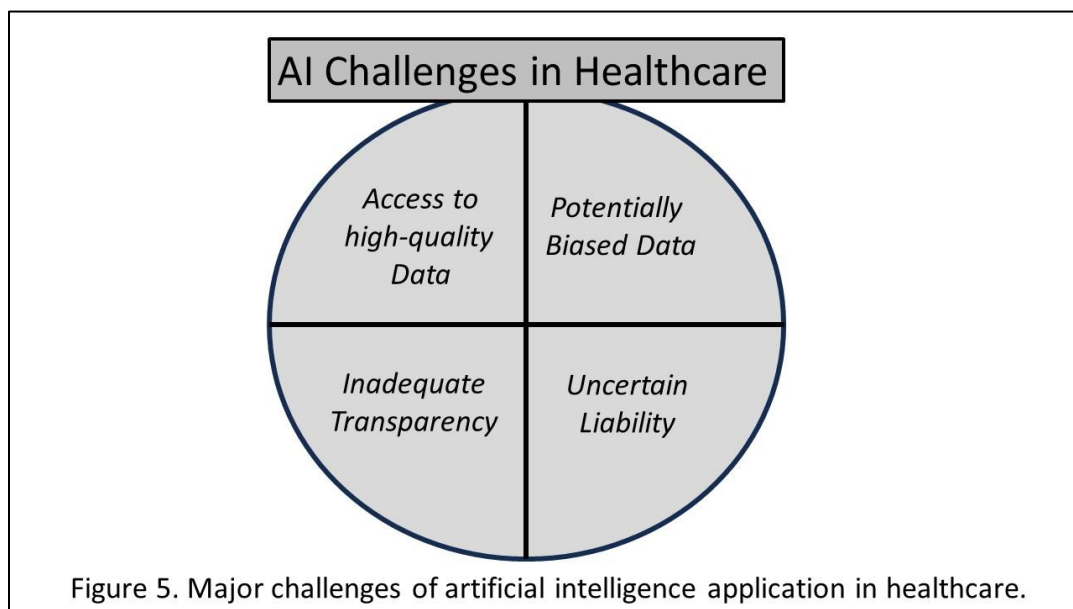 AI Challenges in Healthcare
Access to
high-quality
Data
Potentially
Biased Data
Inadequate
Transparency
Uncertain
Liability
Figure 5. Major challenges of artificial intelligence application in healthcare.